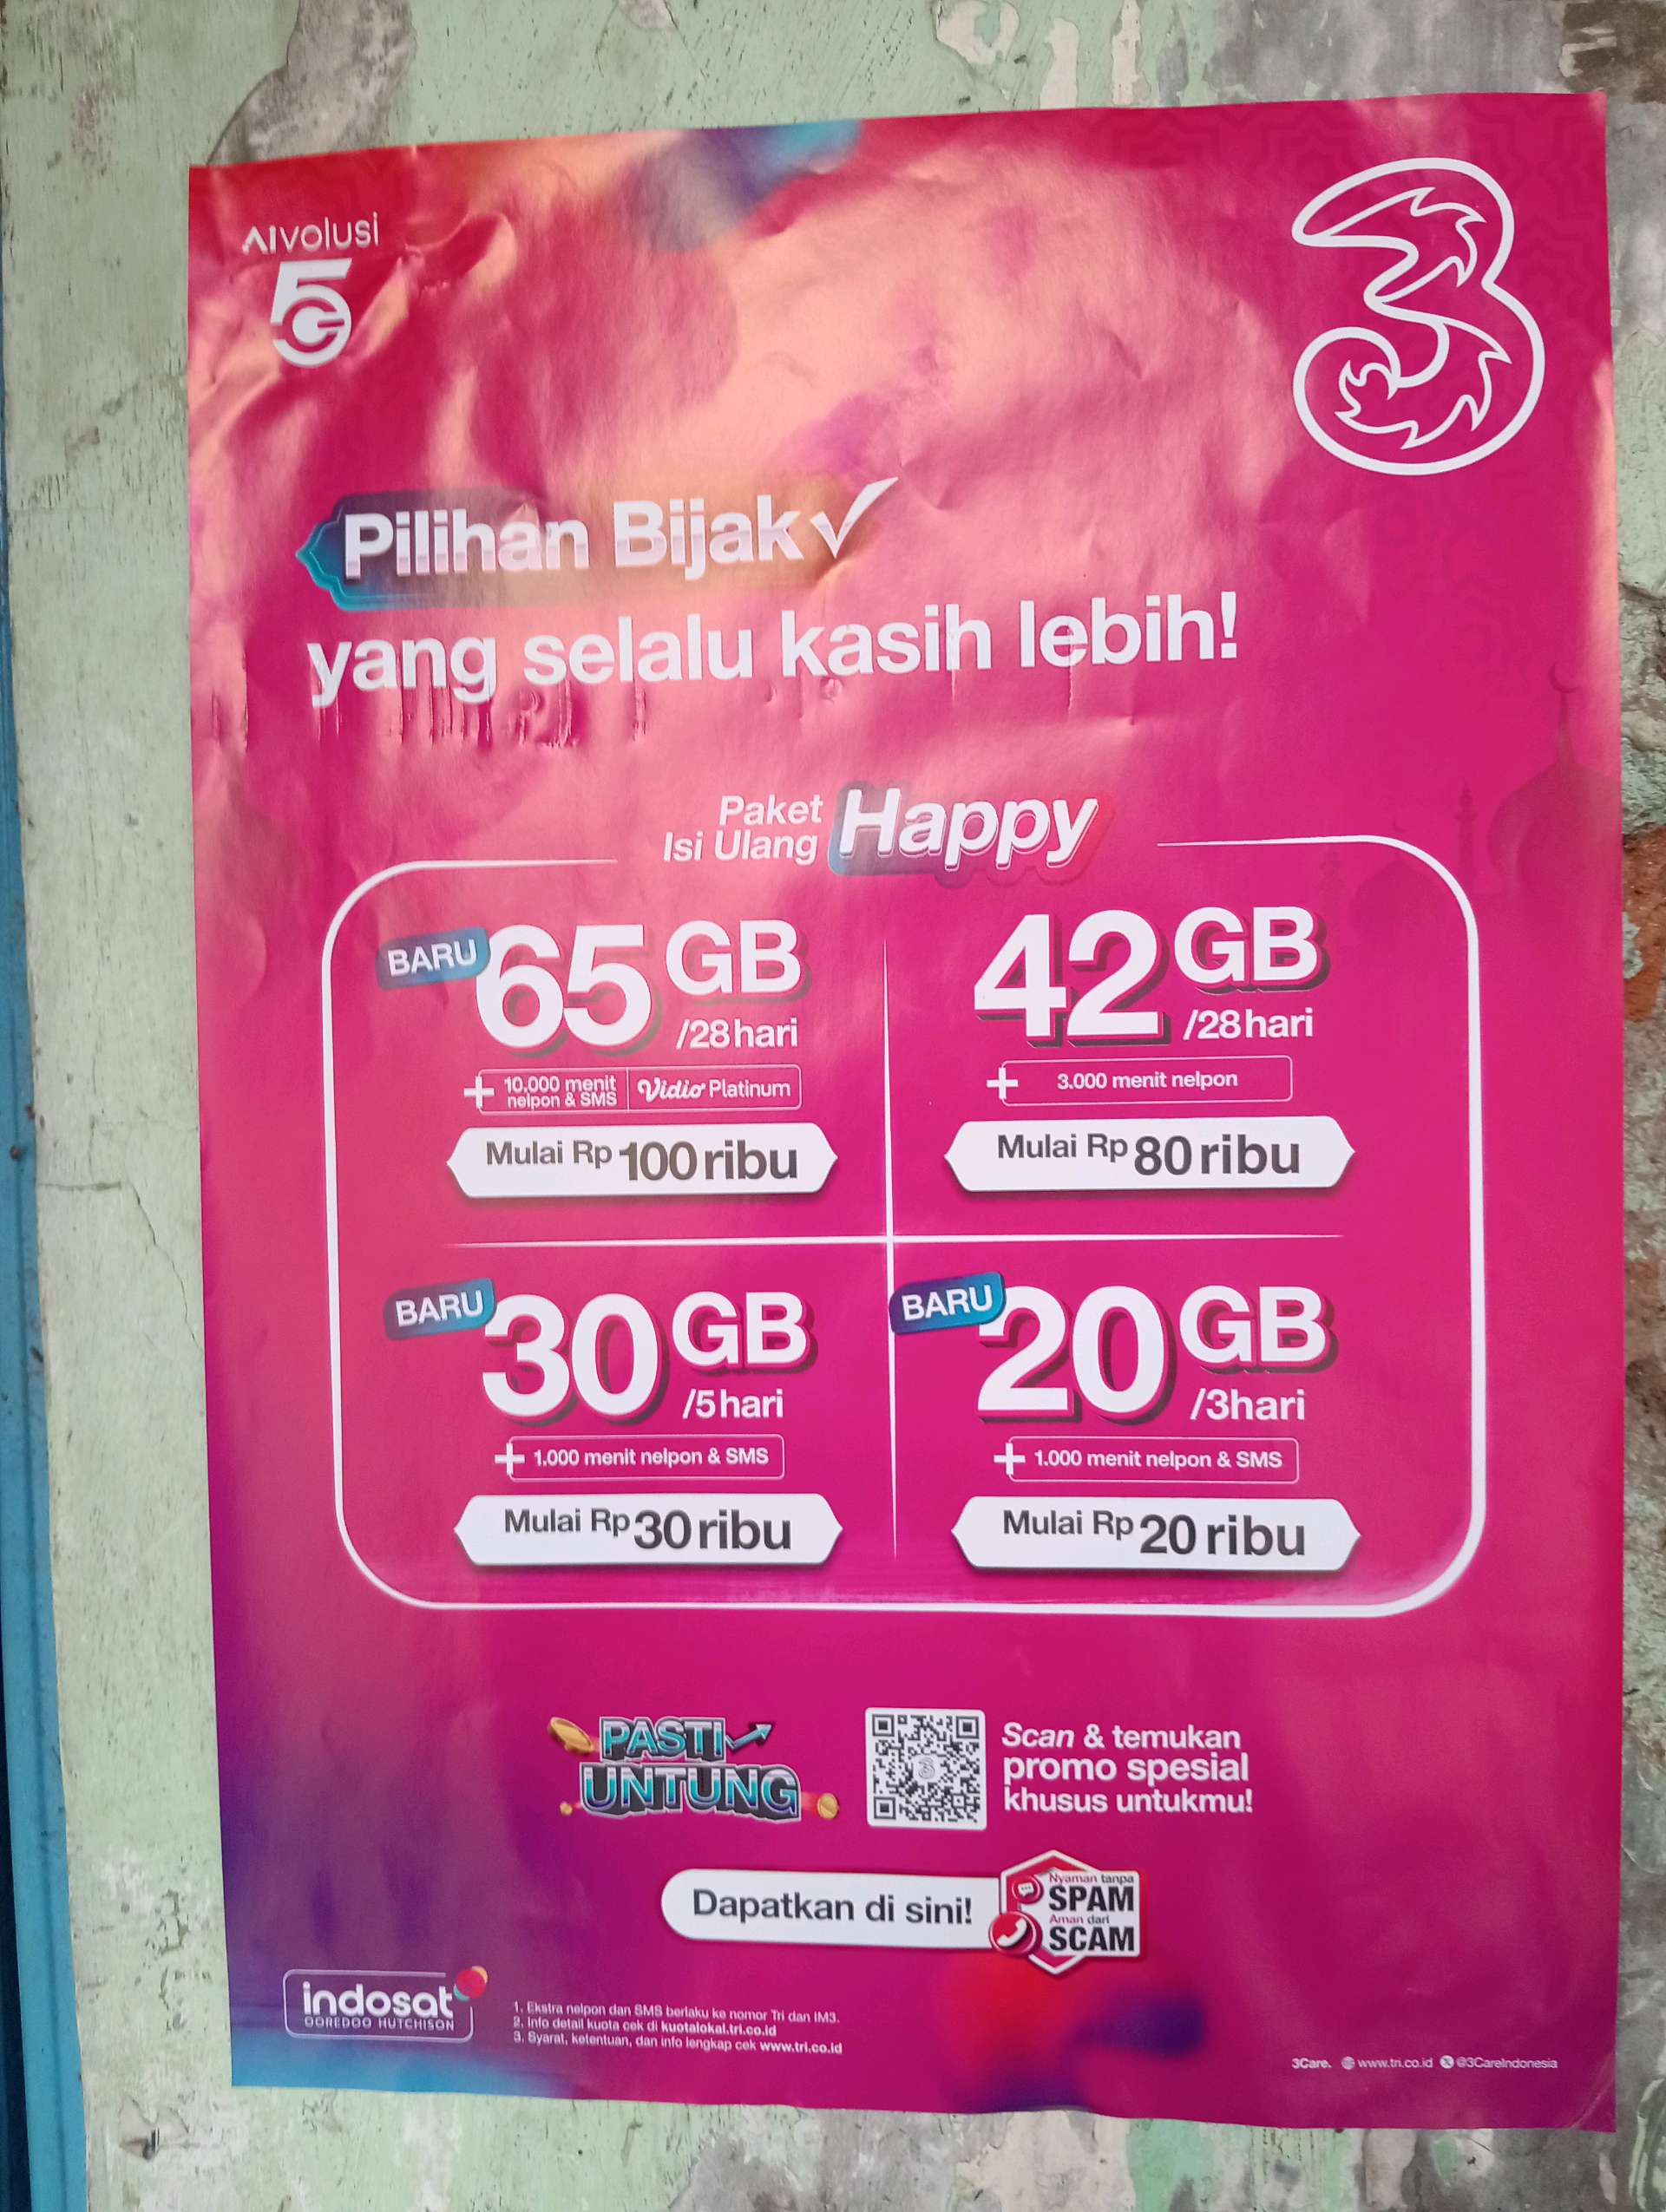 AIvolusi
5G
3
Pilihan Bijak✓
yang selalu kasih lebih!
Paket
Isi Ulang
Happy
BARU
65 GB
/28 hari
+ 10.000 menit
nelpon & SMS
Vidio Platinum
Mulai Rp 100 ribu
42 GB
/28 hari
+ 3.000 menit nelpon
Mulai Rp 80 ribu
BARU
30 GB
/5 hari
+ 1.000 menit nelpon & SMS
Mulai Rp 30 ribu
BARU
20 GB
/3 hari
+ 1.000 menit nelpon & SMS
Mulai Rp 20 ribu
PASTI
UNTUNG
Scan & temukan
promo spesial
khusus untukmu!
Dapatkan di sini!
Nyaman tanpa
SPAM
Aman dari
SCAM
indosat
OOREDOO HUTCHISON
1. Ekstra nelpon dan SMS berlaku ke nomor Tri dan IM3.
2. Info detail kuota cek di kuotalokal.tri.co.id
3. Syarat, ketentuan, dan info lengkap cek www.tri.co.id
3Care. www.tri.co.id @3CareIndonesia